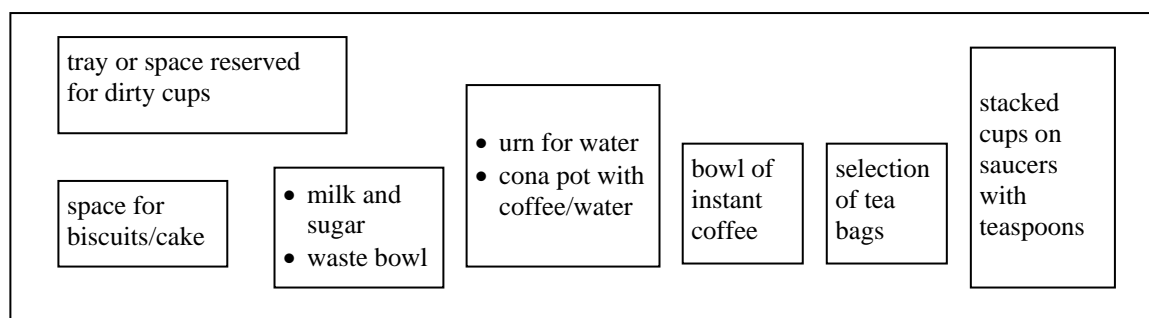 tray or space reserved
for dirty cups
space for
biscuits/cake
• milk and
sugar
• waste bowl
• urn for water
• cona pot with
coffee/water
bowl of
instant
coffee
selection
of tea
bags
stacked
cups on
saucers
with
teaspoons